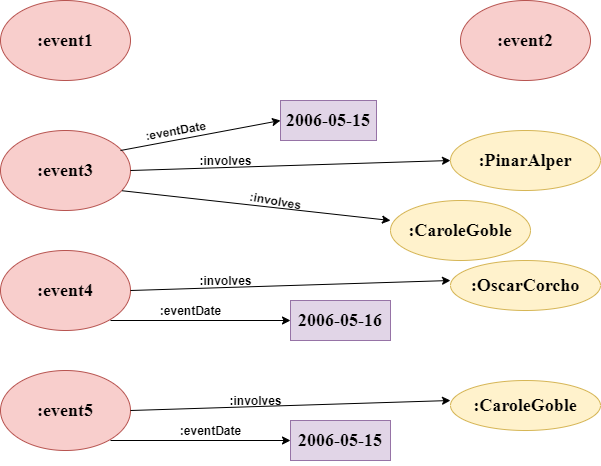 :event1
:event2
:eventDate
2006-05-15
:event3
:involves
:PinarAlper
:involves
:CaroleGoble
:event4
:involves
:OscarCorcho
:eventDate
2006-05-16
:event5
:involves
:CaroleGoble
:eventDate
2006-05-15